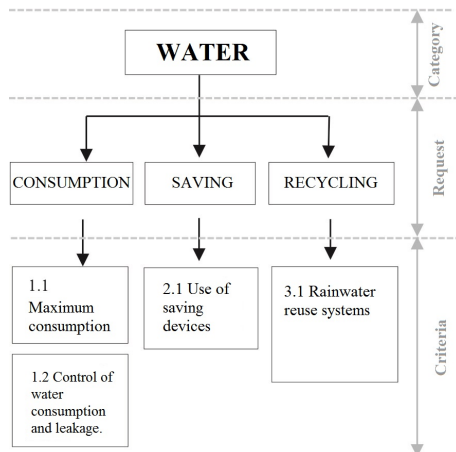 WATER
Category
CONSUMPTION
SAVING
RECYCLING
Request
1.1
Maximum
consumption
2.1 Use of
saving
devices
3.1 Rainwater
reuse systems
1.2 Control of
water
consumption
and leakage.
Criteria